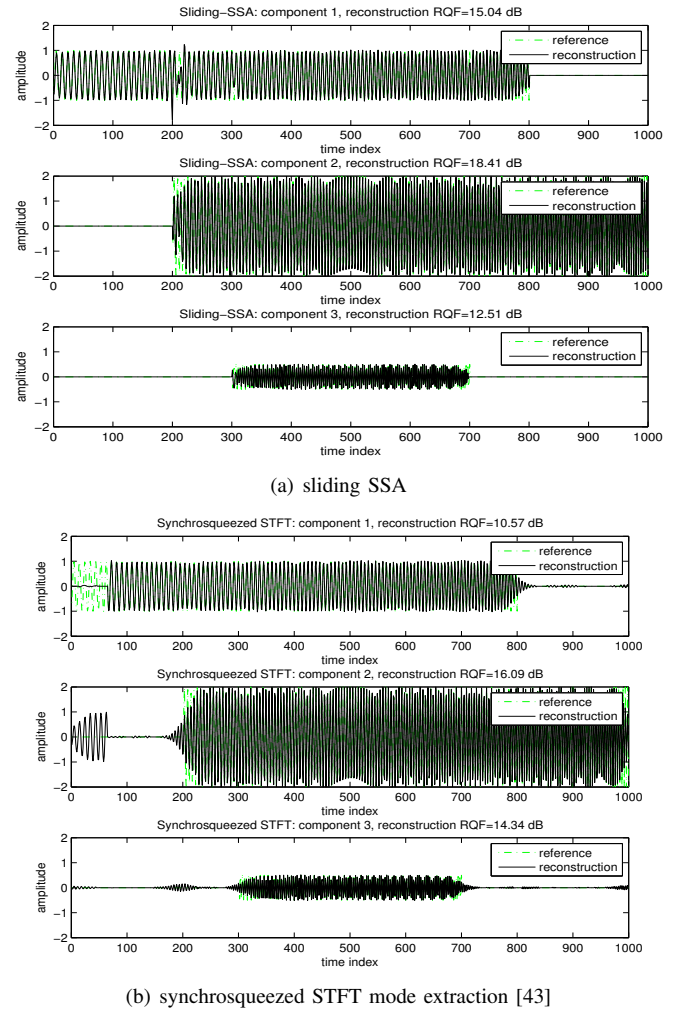 Sliding−SSA: component 1, reconstruction RQF=15.04 dB
2
1
0
−1
−2
amplitude
reference
reconstruction
0 100 200 300 400 500 600 700 800 900 1000
time index
Sliding−SSA: component 2, reconstruction RQF=18.41 dB
2
1
0
−1
−2
amplitude
reference
reconstruction
0 100 200 300 400 500 600 700 800 900 1000
time index
Sliding−SSA: component 3, reconstruction RQF=12.51 dB
2
1
0
−1
−2
amplitude
reference
reconstruction
0 100 200 300 400 500 600 700 800 900 1000
time index
(a) sliding SSA
Synchrosqueezed STFT: component 1, reconstruction RQF=10.57 dB
2
1
0
−1
−2
amplitude
reference
reconstruction
0 100 200 300 400 500 600 700 800 900 1000
time index
Synchrosqueezed STFT: component 2, reconstruction RQF=16.09 dB
2
1
0
−1
−2
amplitude
reference
reconstruction
0 100 200 300 400 500 600 700 800 900 1000
time index
Synchrosqueezed STFT: component 3, reconstruction RQF=14.34 dB
2
1
0
−1
−2
amplitude
reference
reconstruction
0 100 200 300 400 500 600 700 800 900 1000
time index
(b) synchrosqueezed STFT mode extraction [43]